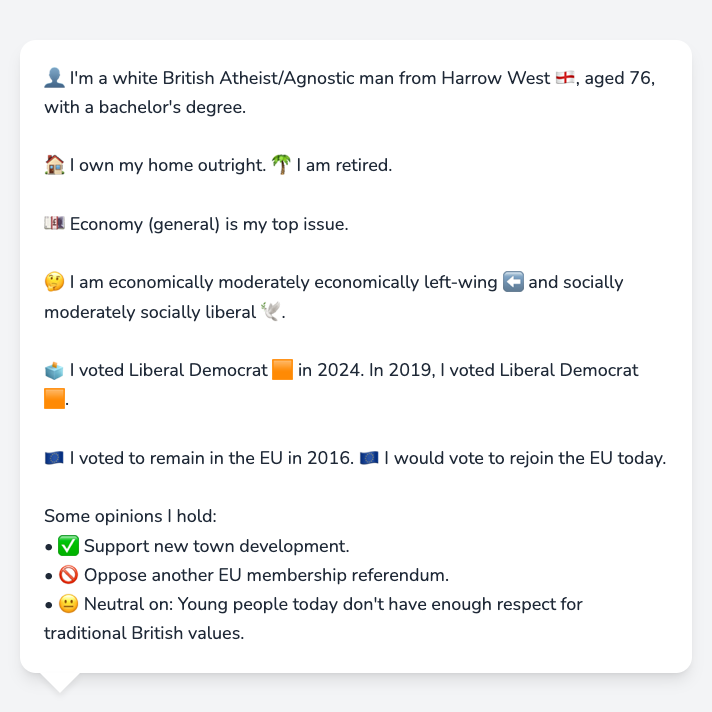 👤 I'm a white British Atheist/Agnostic man from Harrow West 🏴󠁧󠁢󠁥󠁮󠁧󠁿, aged 76,
with a bachelor's degree.
🏠 I own my home outright. 🌴 I am retired.
💷 Economy (general) is my top issue.
🤔 I am economically moderately economically left-wing ⬅️ and socially
moderately socially liberal 🕊️.
🗳️ I voted Liberal Democrat 🟧 in 2024. In 2019, I voted Liberal Democrat
🟧.
🇪🇺 I voted to remain in the EU in 2016. 🇪🇺 I would vote to rejoin the EU today.
Some opinions I hold:
• ✅ Support new town development.
• 🚫 Oppose another EU membership referendum.
• 😐 Neutral on: Young people today don't have enough respect for
traditional British values.